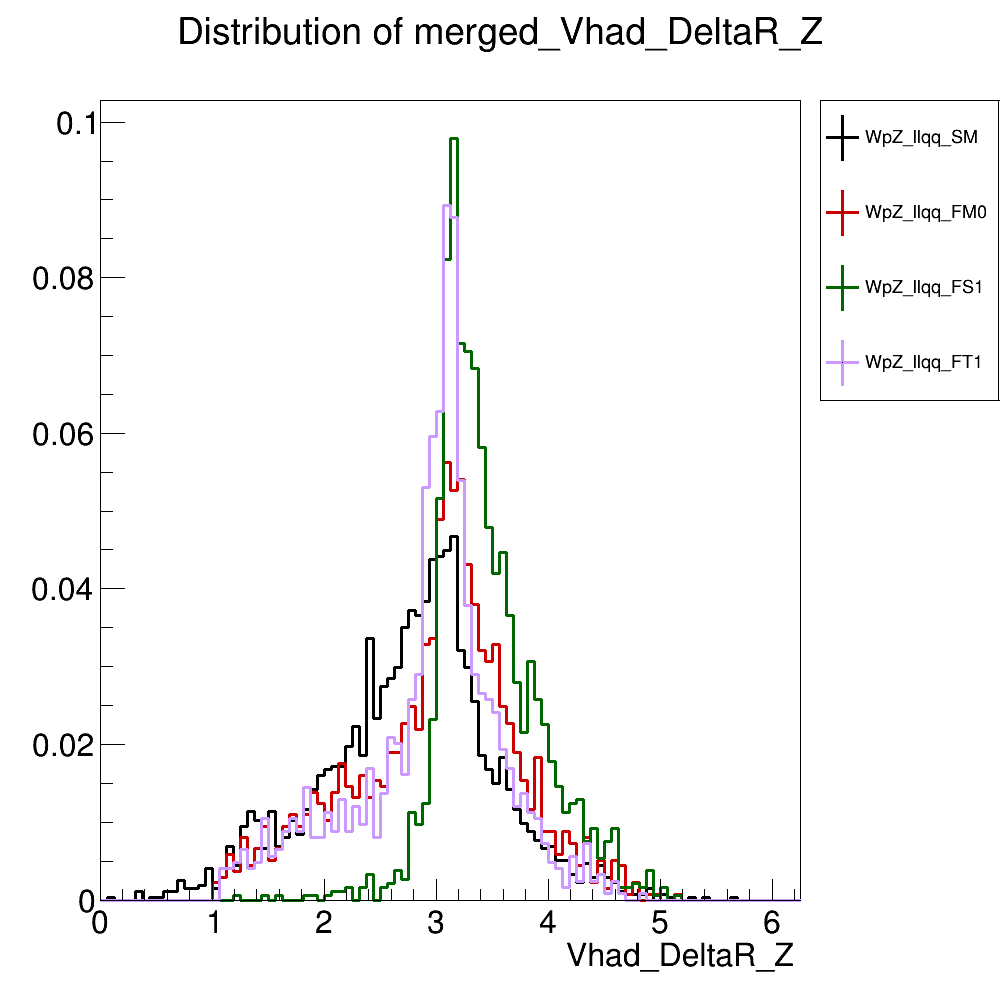 Distribution of merged_Vhad_DeltaR_Z
0.1
0.08
0.06
0.04
0.02
0
0 1 2 3 4 5 6
Vhad_DeltaR_Z
WpZ_llqq_SM
WpZ_llqq_FM0
WpZ_llqq_FS1
WpZ_llqq_FT1